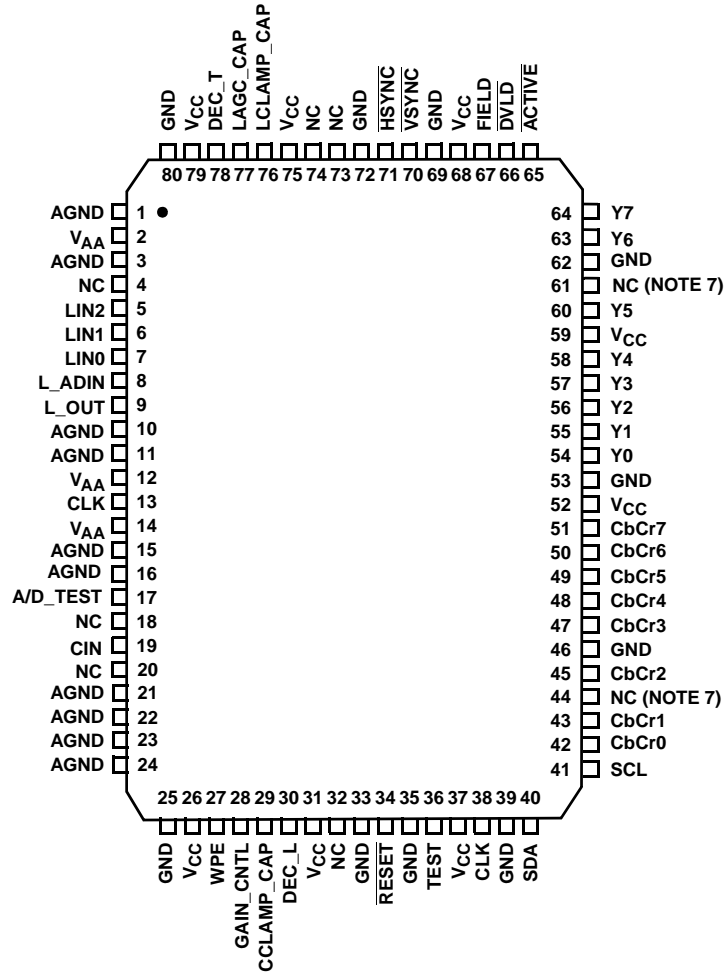 GND
VCC
DEC_T
LAGC_CAP
LCLAMP_CAP
VCC
NC
NC
GND
HSYNC
VSYNC
GND
VCC
FIELD
DVLD
ACTIVE
80 79 78 77 76 75 74 73 72 71 70 69 68 67 66 65
AGND 1
VAA 2
AGND 3
NC 4
LIN2 5
LIN1 6
LIN0 7
L_ADIN 8
L_OUT 9
AGND 10
AGND 11
VAA 12
CLK 13
VAA 14
AGND 15
AGND 16
A/D_TEST 17
NC 18
CIN 19
NC 20
AGND 21
AGND 22
AGND 23
AGND 24
64 Y7
63 Y6
62 GND
61 NC (NOTE 7)
60 Y5
59 VCC
58 Y4
57 Y3
56 Y2
55 Y1
54 Y0
53 GND
52 VCC
51 CbCr7
50 CbCr6
49 CbCr5
48 CbCr4
47 CbCr3
46 GND
45 CbCr2
44 NC (NOTE 7)
43 CbCr1
42 CbCr0
41 SCL
25 26 27 28 29 30 31 32 33 34 35 36 37 38 39 40
GND
VCC
WPE
GAIN_CNTL
CCLAMP_CAP
DEC_L
VCC
NC
GND
RESET
GND
TEST
VCC
CLK
GND
SDA